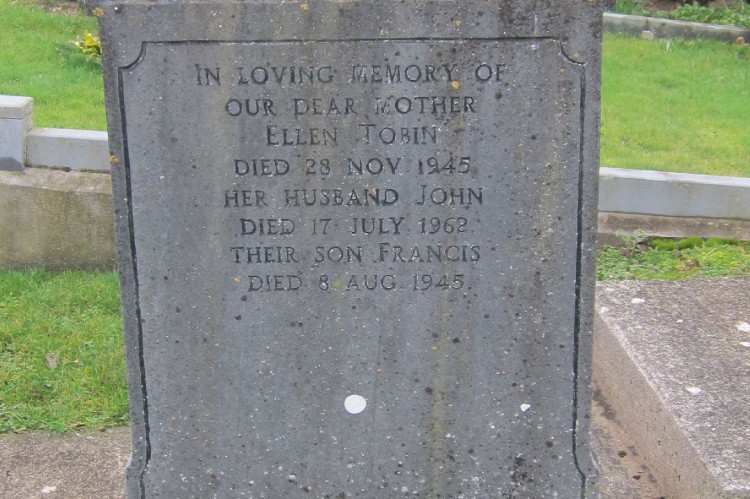 IN LOVING MEMORY OF
OUR DEAR MOTHER
ELLEN TOBIN
DIED 28 NOV 1945
HER HUSBAND JOHN
DIED 17 JULY 1962
THEIR SON FRANCIS
DIED 8 AUG 1945.